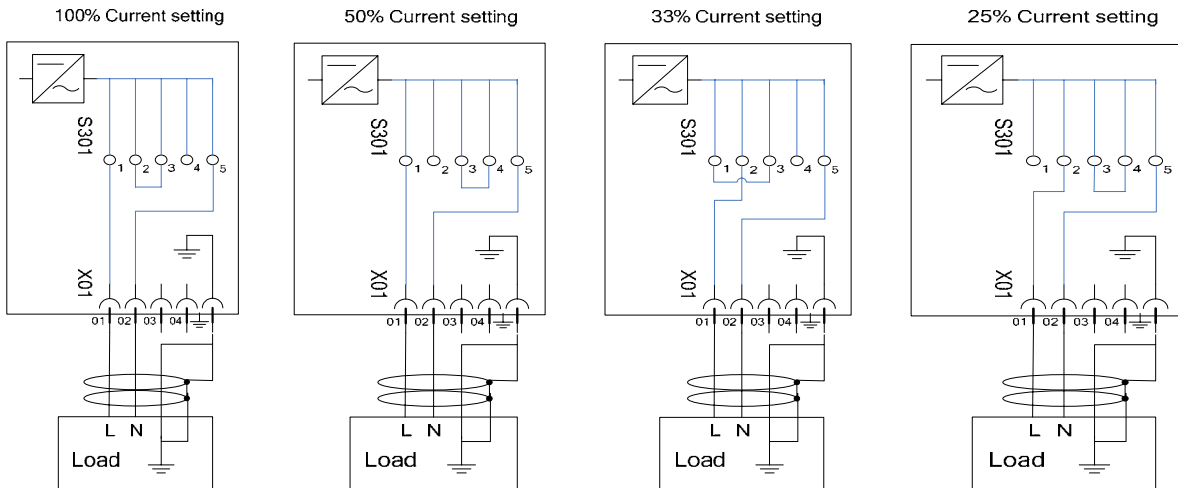 100% Current setting
S301
1 2 3 4 5
X01
01 02 03 04
L N
Load
50% Current setting
S301
1 2 3 4 5
X01
01 02 03 04
L N
Load
33% Current setting
S301
1 2 3 4 5
X01
01 02 03 04
L N
Load
25% Current setting
S301
1 2 3 4 5
X01
01 02 03 04
L N
Load